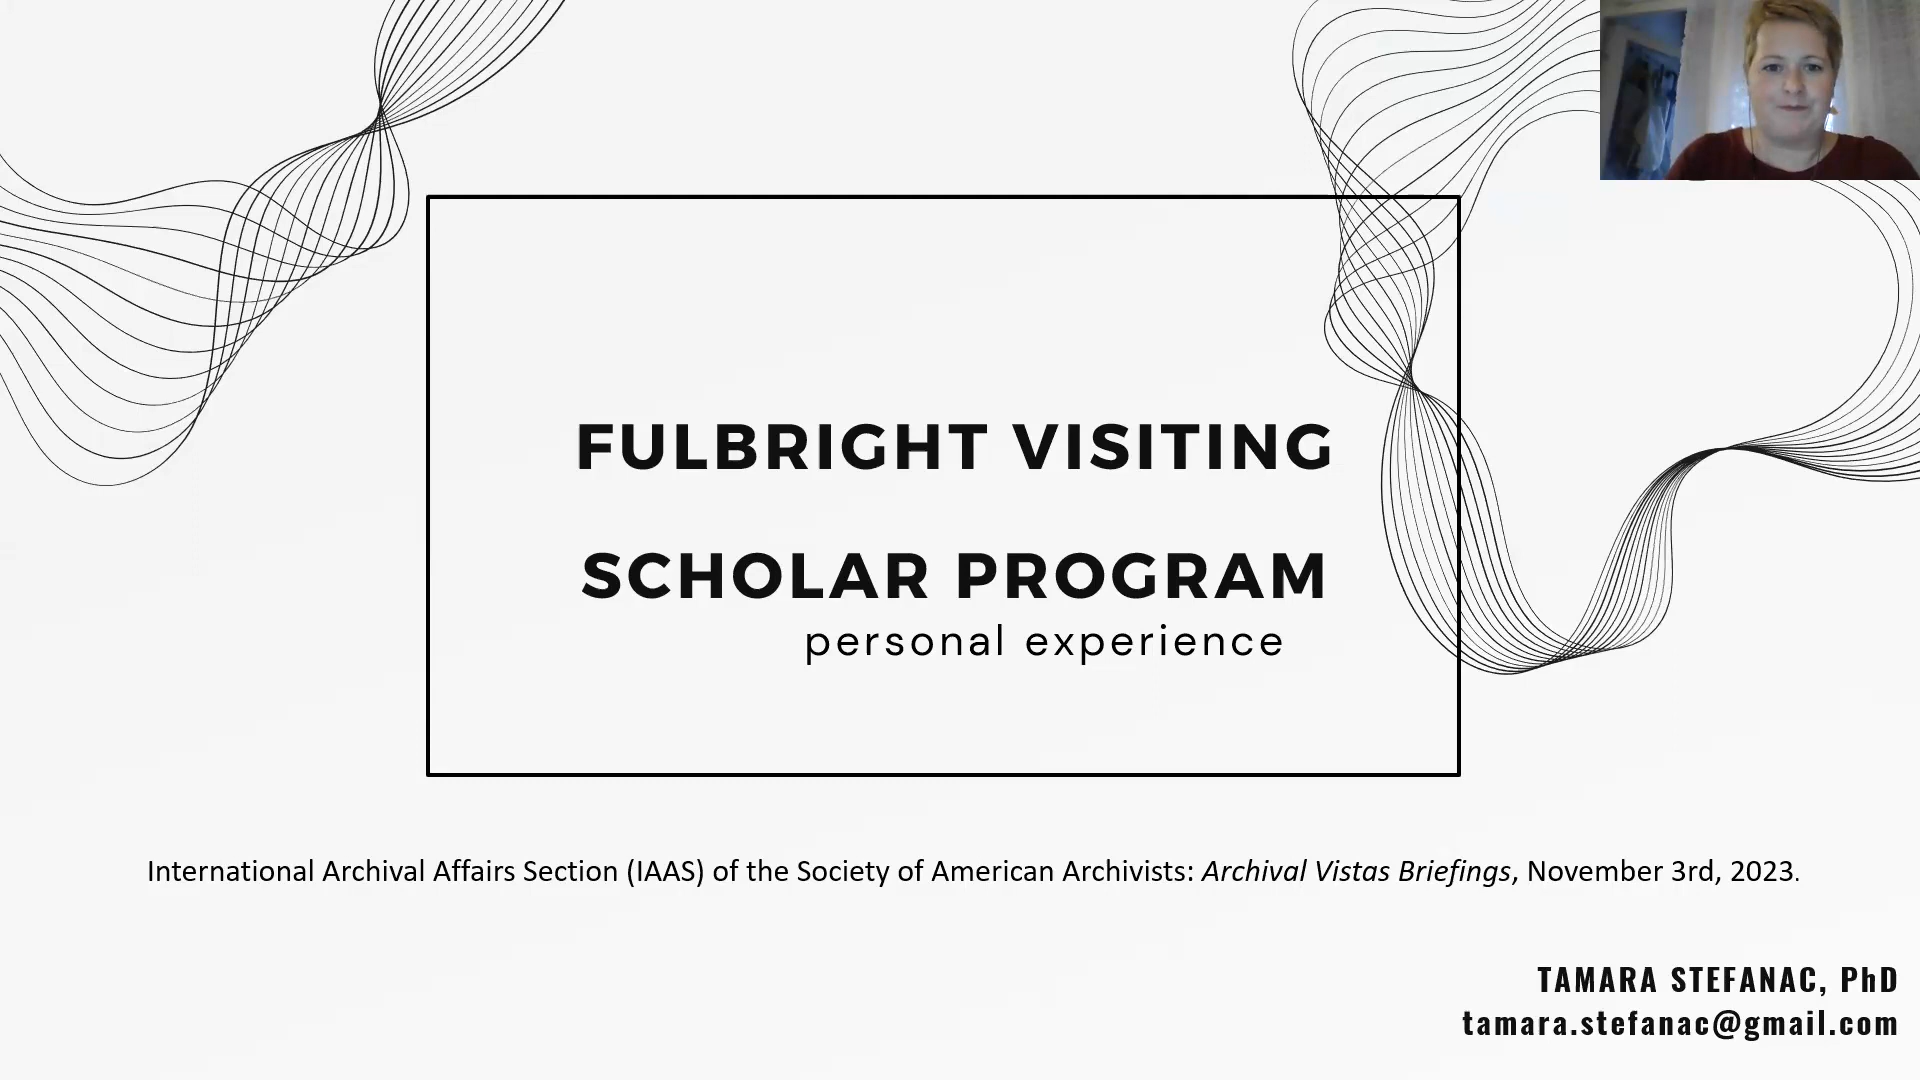 FULBRIGHT VISITING
SCHOLAR PROGRAM
personal experience
International Archival Affairs Section (IAAS) of the Society of American Archivists: Archival Vistas Briefings, November 3rd, 2023.
TAMARA STEFANAC, PhD
tamara.stefanac@gmail.com